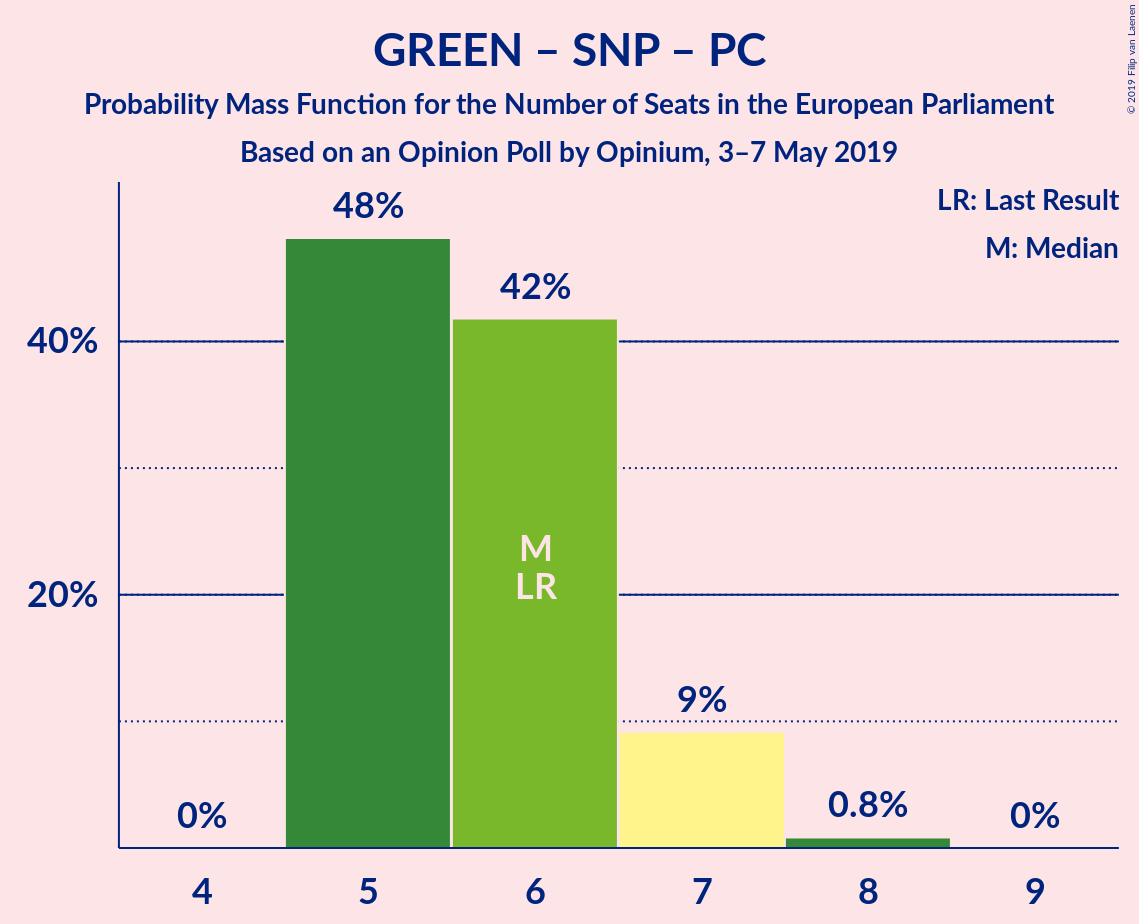 GREEN – SNP – PC
Probability Mass Function for the Number of Seats in the European Parliament
Based on an Opinion Poll by Opinium, 3–7 May 2019
© 2019 Filip van Laenen
LR: Last Result
M: Median
48%
42%
40%
M
LR
20%
9%
0%
0.8%
0%
4
5
6
7
8
9